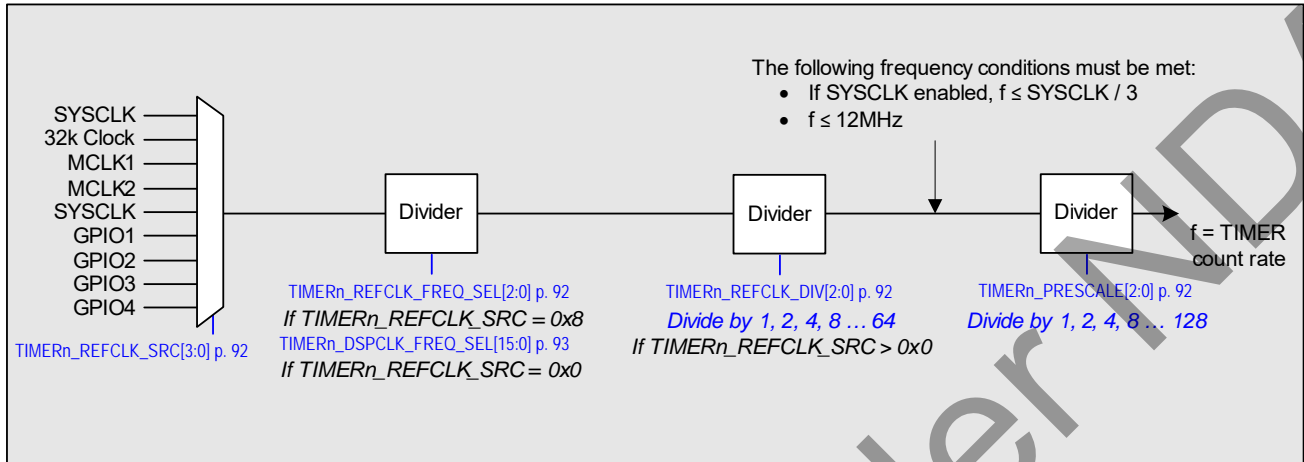 The following frequency conditions must be met:
• If SYSCLK enabled, f ≤ SYSCLK / 3
• f ≤ 12MHz
SYSCLK
32k Clock
MCLK1
MCLK2
SYSCLK
GPIO1
GPIO2
GPIO3
GPIO4
TIMERn_REFCLK_SRC[3:0] p. 92
Divider
TIMERn_REFCLK_FREQ_SEL[2:0] p. 92
If TIMERn_REFCLK_SRC = 0x8
TIMERn_DSPCLK_FREQ_SEL[15:0] p. 93
If TIMERn_REFCLK_SRC = 0x0
Divider
TIMERn_REFCLK_DIV[2:0] p. 92
Divide by 1, 2, 4, 8 … 64
If TIMERn_REFCLK_SRC > 0x0
Divider
TIMERn_PRESCALE[2:0] p. 92
Divide by 1, 2, 4, 8 … 128
f = TIMER
count rate